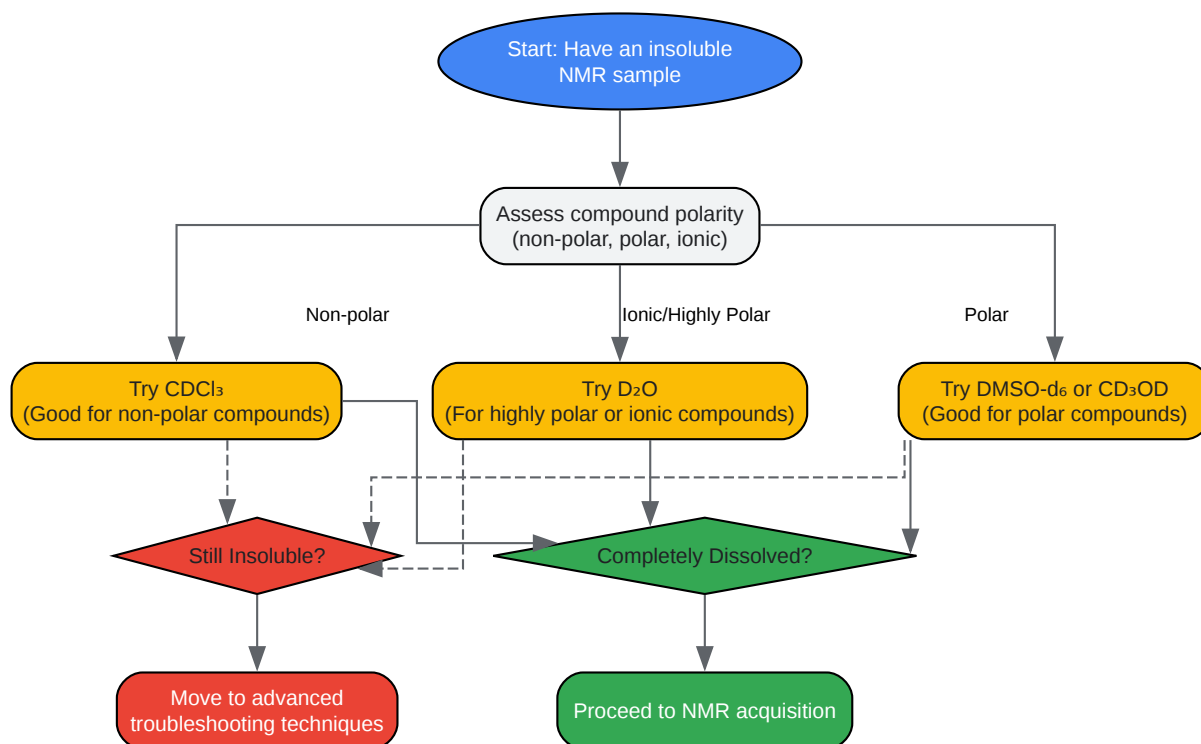 Start: Have an insoluble
NMR sample
Assess compound polarity
(non-polar, polar, ionic)
Non-polar
Ionic/Highly Polar
Polar
Try CDCl₃
(Good for non-polar compounds)
Try D₂O
(For highly polar or ionic compounds)
Try DMSO-d₆ or CD₃OD
(Good for polar compounds)
Still Insoluble?
Completely Dissolved?
Move to advanced
troubleshooting techniques
Proceed to NMR acquisition